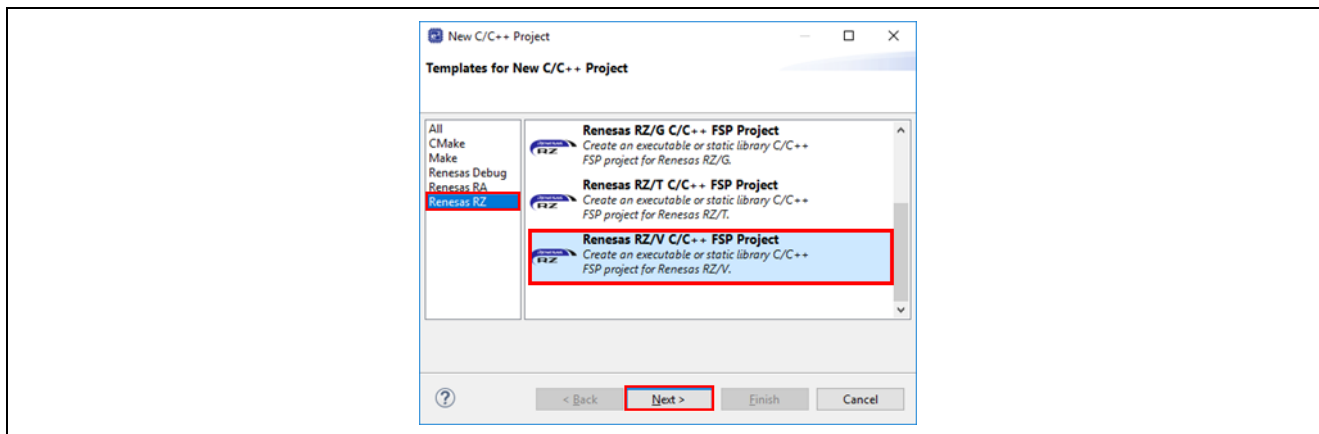 New C/C++ Project
Templates for New C/C++ Project
All
CMake
Make
Renesas Debug
Renesas RA
Renesas RZ
RZ
Renesas RZ/G C/C++ FSP Project
Create an executable or static library C/C++
FSP project for Renesas RZ/G.
RZ
Renesas RZ/T C/C++ FSP Project
Create an executable or static library C/C++
FSP project for Renesas RZ/T.
RZ
Renesas RZ/V C/C++ FSP Project
Create an executable or static library C/C++
FSP project for Renesas RZ/V.
?
< Back
Next >
Finish
Cancel